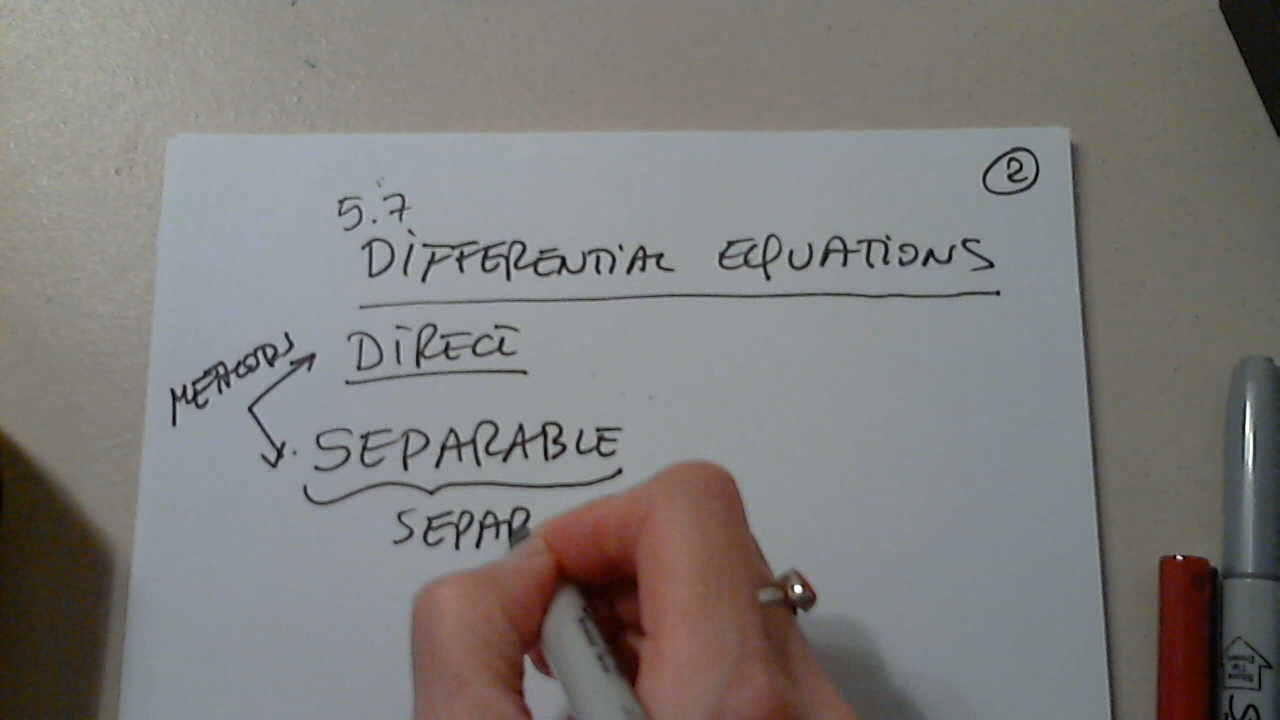 2
5.7
DIFFERENTIAL EQUATIONS
DIRECT
METHODS
SEPARABLE
SEPAR